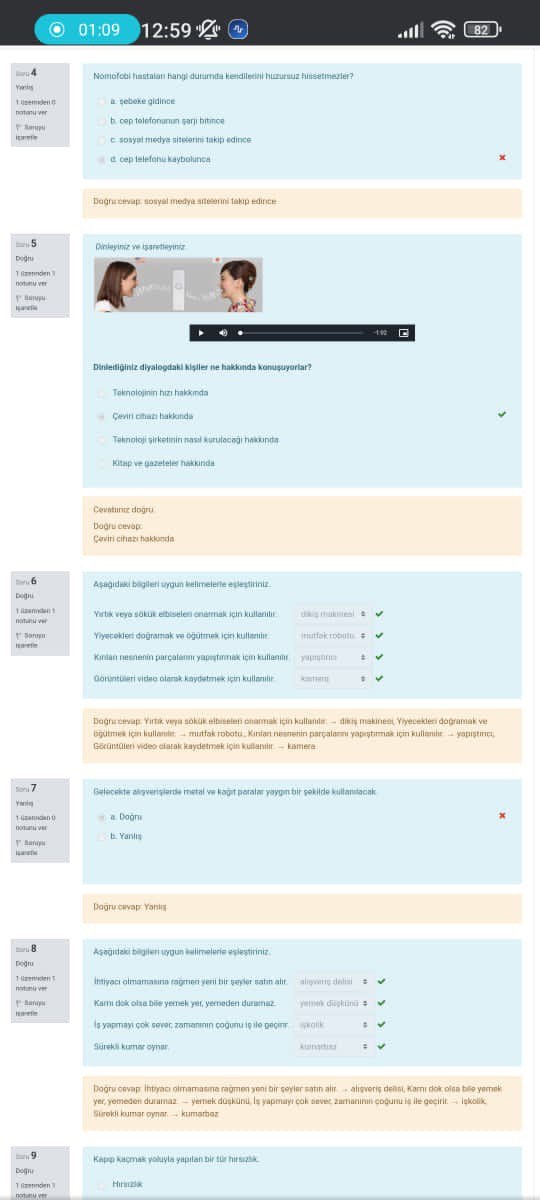 01:09 12:59 82
Soru 4
Yanlış
1 üzerinden 0
notunu ver
Soruyu
işaretle
Nomofobi hastaları hangi durumda kendilerini huzursuz hissetmezler?
a. şebeke gidince
b. cep telefonunun şarjı bitince
c. sosyal medya sitelerini takip edince
d. cep telefonu kaybolunca
Doğru cevap: sosyal medya sitelerini takip edince
Soru 5
Doğru
1 üzerinden 1
notunu ver
Soruyu
işaretle
Dinleyiniz ve işaretleyiniz.
-1:02
Dinlediğiniz diyalogdaki kişiler ne hakkında konuşuyorlar?
Teknolojinin hızı hakkında
Çeviri cihazı hakkında
Teknoloji şirketinin nasıl kurulacağı hakkında
Kitap ve gazeteler hakkında
Cevabınız doğru.
Doğru cevap:
Çeviri cihazı hakkında
Soru 6
Doğru
1 üzerinden 1
notunu ver
Soruyu
işaretle
Aşağıdaki bilgileri uygun kelimelerle eşleştiriniz.
Yırtık veya sökük elbiseleri onarmak için kullanılır. dikiş makinesi
Yiyecekleri doğramak ve öğütmek için kullanılır. mutfak robotu
Kırılan nesnenin parçalarını yapıştırmak için kullanılır. yapıştırıcı
Görüntüleri video olarak kaydetmek için kullanılır. kamera
Doğru cevap: Yırtık veya sökük elbiseleri onarmak için kullanılır. → dikiş makinesi, Yiyecekleri doğramak ve
öğütmek için kullanılır. → mutfak robotu., Kırılan nesnenin parçalarını yapıştırmak için kullanılır. → yapıştırıcı,
Görüntüleri video olarak kaydetmek için kullanılır. → kamera
Soru 7
Yanlış
1 üzerinden 0
notunu ver
Soruyu
işaretle
Gelecekte alışverişlerde metal ve kağıt paralar yaygın bir şekilde kullanılacak.
a. Doğru
b. Yanlış
Doğru cevap: Yanlış
Soru 8
Doğru
1 üzerinden 1
notunu ver
Soruyu
işaretle
Aşağıdaki bilgileri uygun kelimelerle eşleştiriniz.
İhtiyacı olmamasına rağmen yeni bir şeyler satın alır. alışveriş delisi
Karnı dok olsa bile yemek yer, yemeden duramaz. yemek düşkünü
İş yapmayı çok sever, zamanının çoğunu iş ile geçirir. işkolik
Sürekli kumar oynar. kumarbaz
Doğru cevap: İhtiyacı olmamasına rağmen yeni bir şeyler satın alır. → alışveriş delisi, Karnı dok olsa bile yemek
yer, yemeden duramaz. → yemek düşkünü, İş yapmayı çok sever, zamanının çoğunu iş ile geçirir. → işkolik,
Sürekli kumar oynar. → kumarbaz
Soru 9
Doğru
1 üzerinden 1
notunu ver
Kapıp kaçmak yoluyla yapılan bir tür hırsızlık.
Hırsızlık